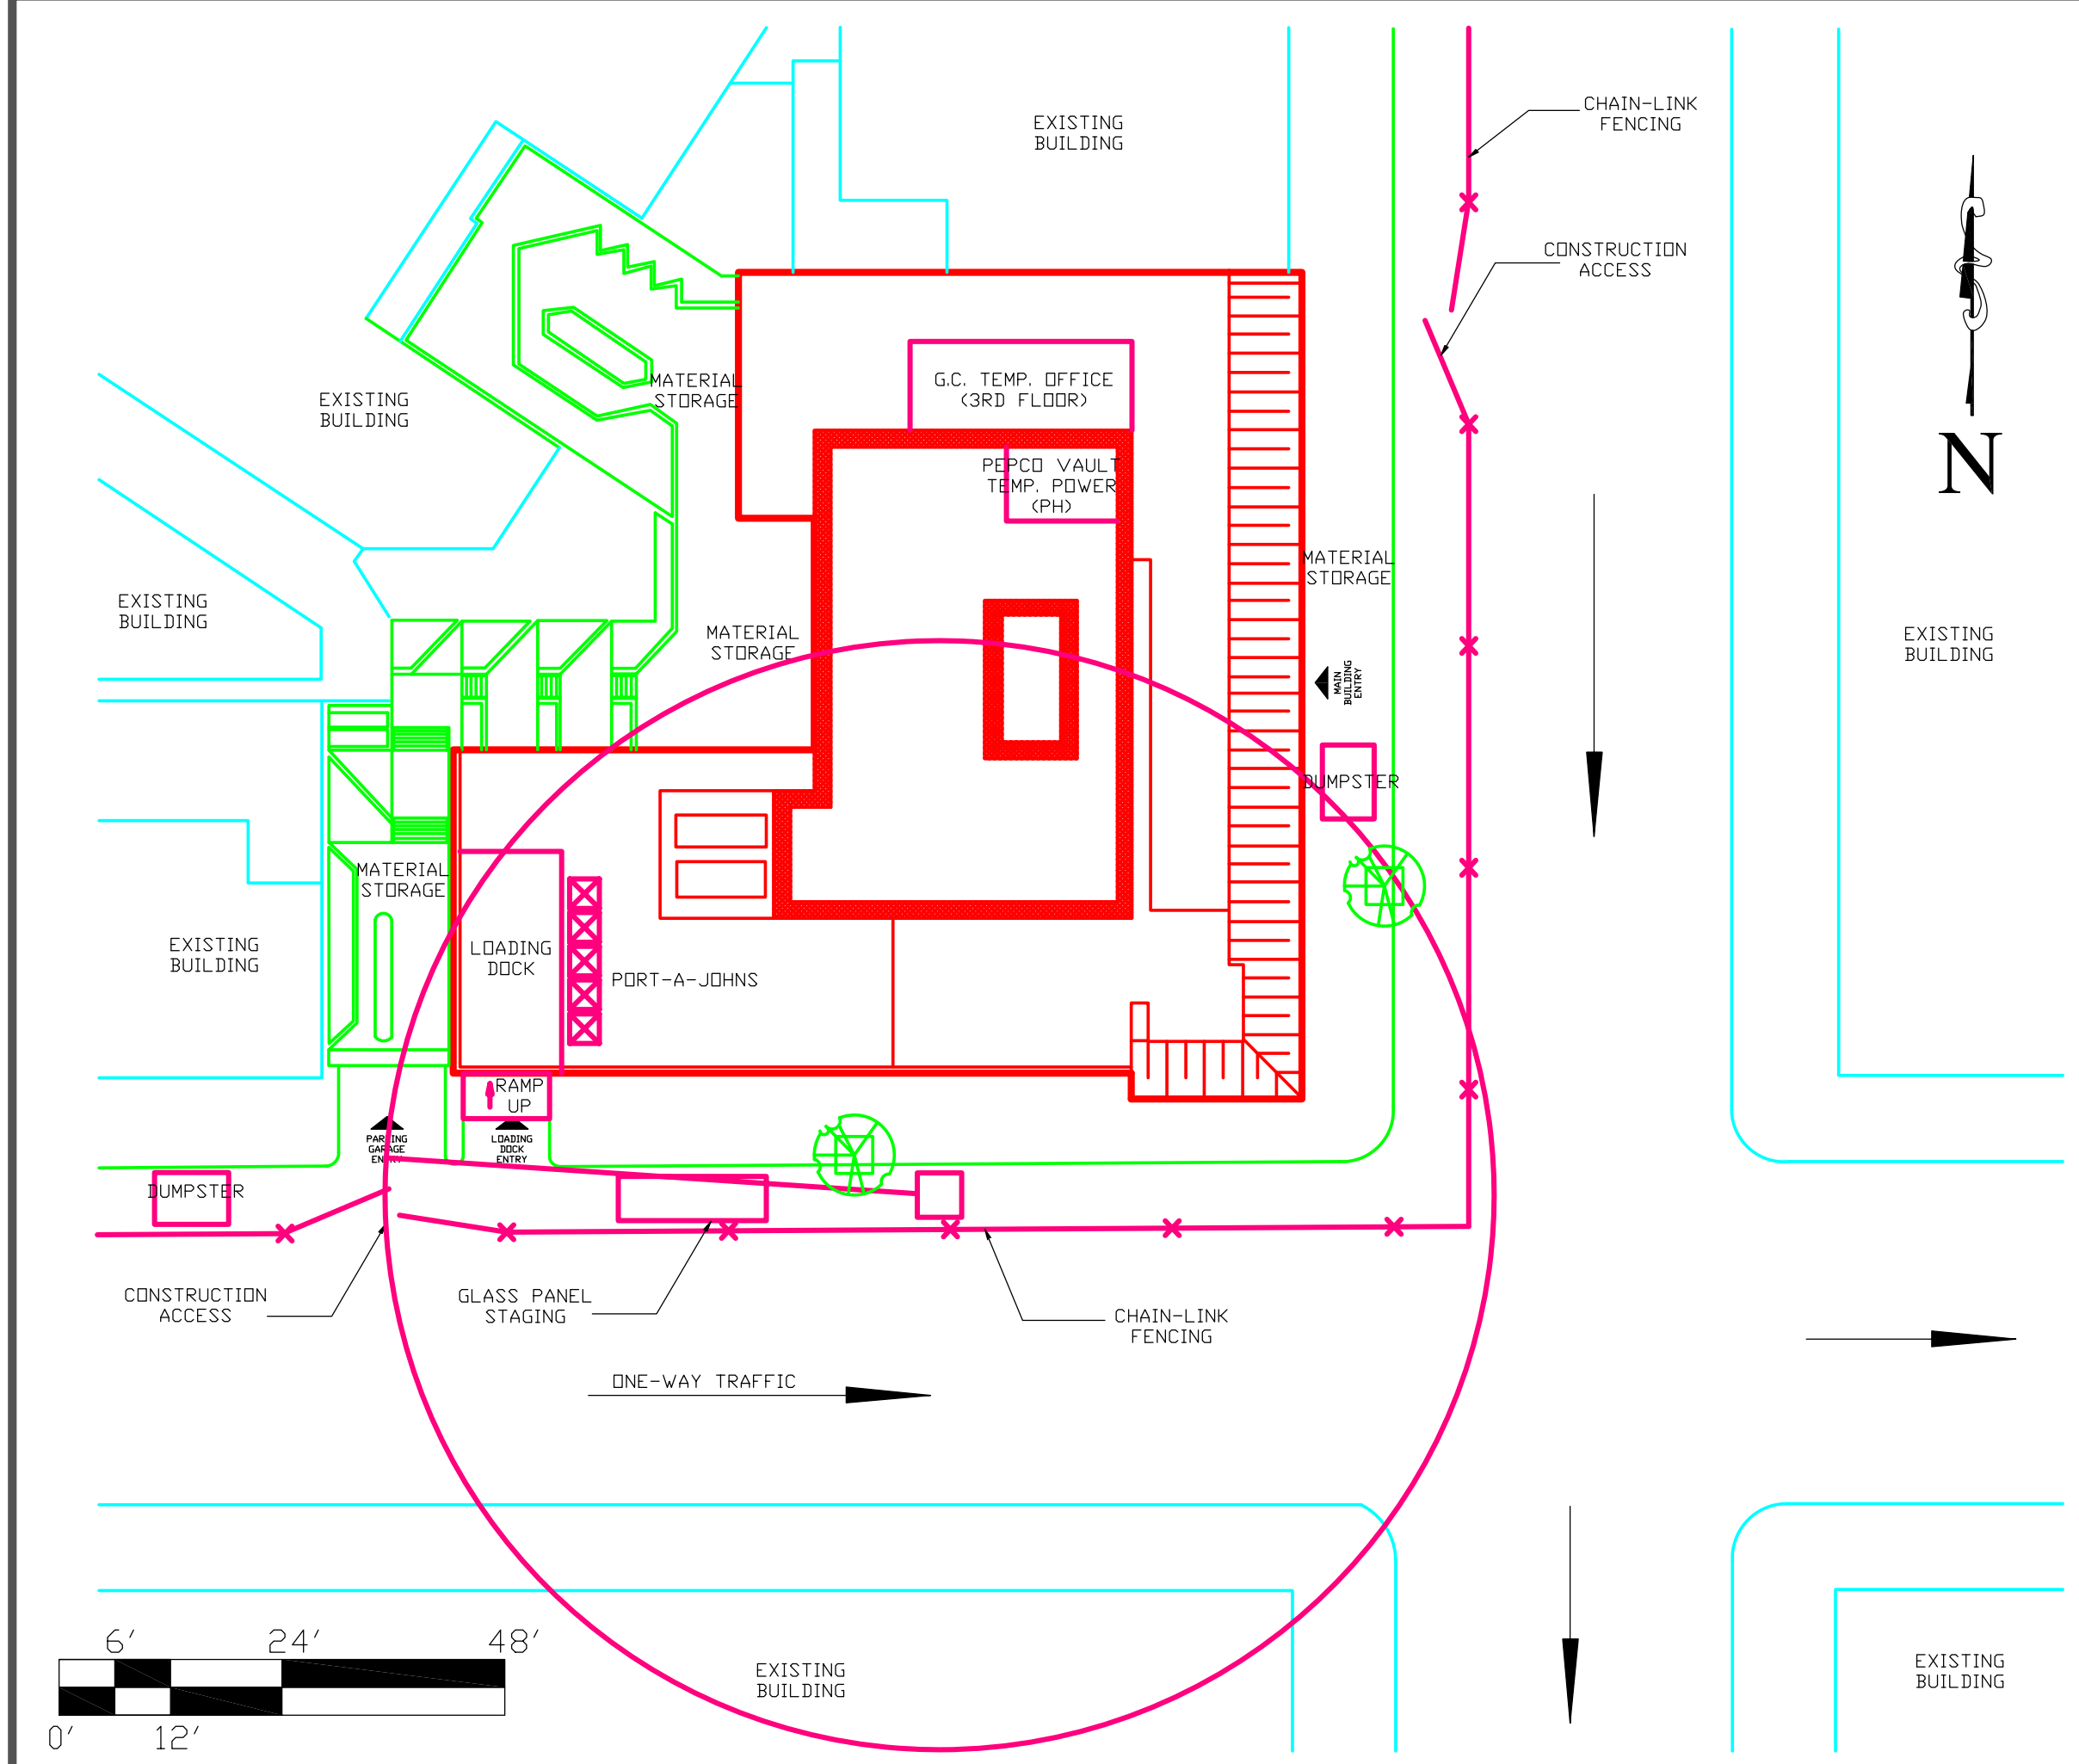 CHAIN-LINK
FENCING
EXISTING
BUILDING
CONSTRUCTION
ACCESS
N
G.C. TEMP. OFFICE
(3RD FLOOR)
MATERIAL
STORAGE
EXISTING
BUILDING
PEPCO VAULT
TEMP. POWER
(PH)
MATERIAL
STORAGE
EXISTING
BUILDING
MATERIAL
STORAGE
EXISTING
BUILDING
MAIN
BUILDING
ENTRY
DUMPSTER
MATERIAL
STORAGE
EXISTING
BUILDING
LOADING
DOCK
PORT-A-JOHNS
RAMP
UP
PARKING
GARAGE
ENTRY
LOADING
DOCK
ENTRY
DUMPSTER
CONSTRUCTION
ACCESS
GLASS PANEL
STAGING
CHAIN-LINK
FENCING
ONE-WAY TRAFFIC
6' 24' 48'
0' 12'
EXISTING
BUILDING
EXISTING
BUILDING